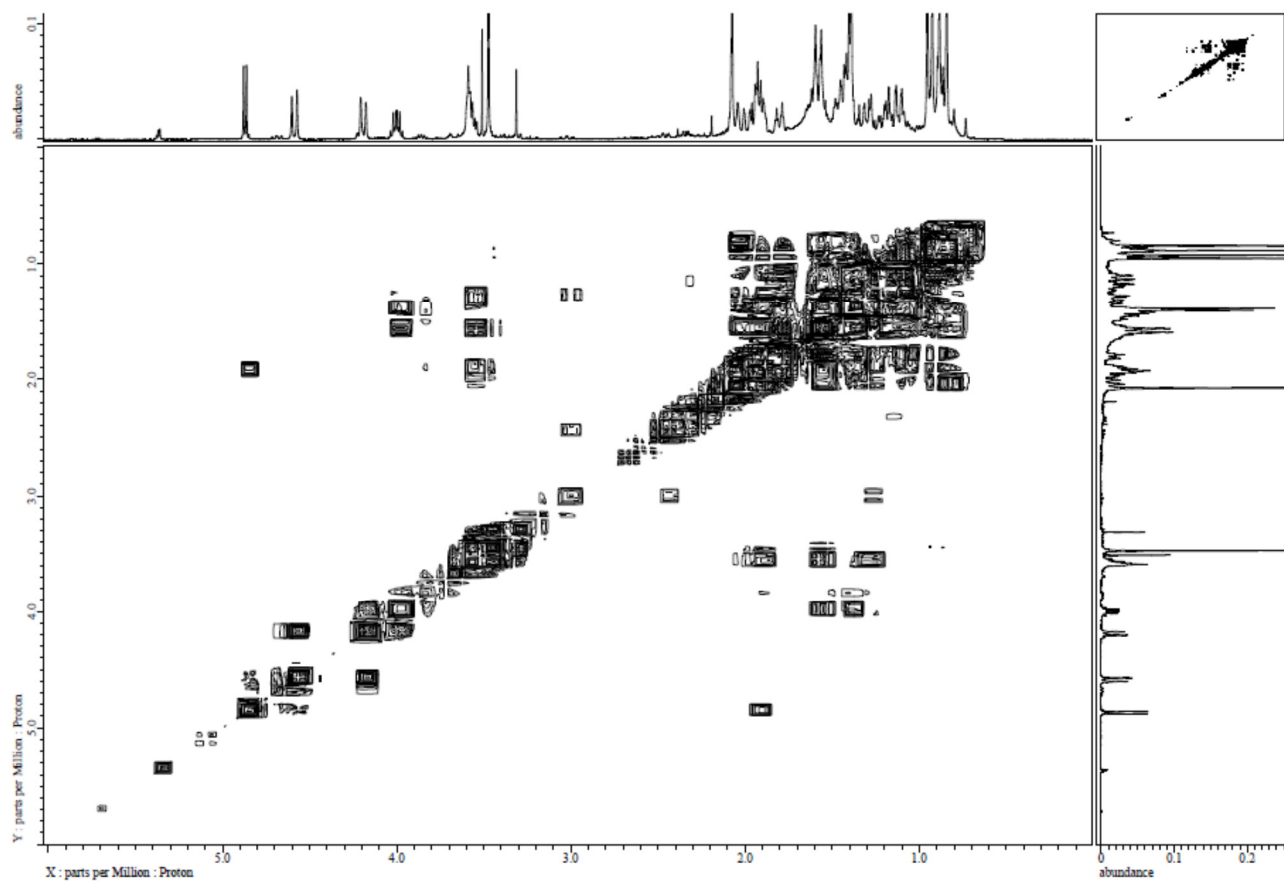 0.1
abundance
1.0
2.0
3.0
4.0
5.0
Y : parts per Million : Proton
5.0 4.0 3.0 2.0 1.0
X : parts per Million : Proton
0 0.1 0.2
abundance